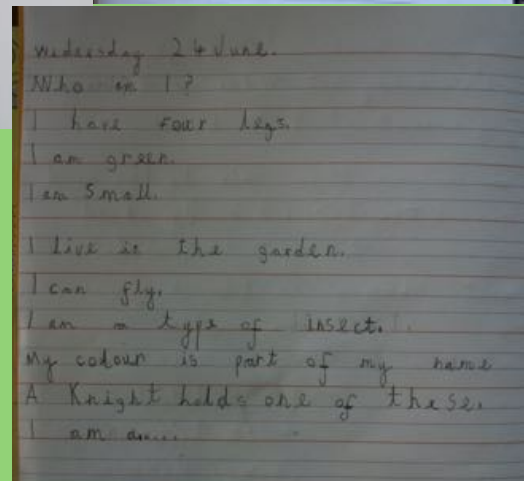 Wedersday 24 June.
Who am I?
I have four legs.
I am green.
I am small.
I live in the garden.
I can fly.
I am a type of insect.
My colour is part of my name
A Knight holds one of these.
I am a......